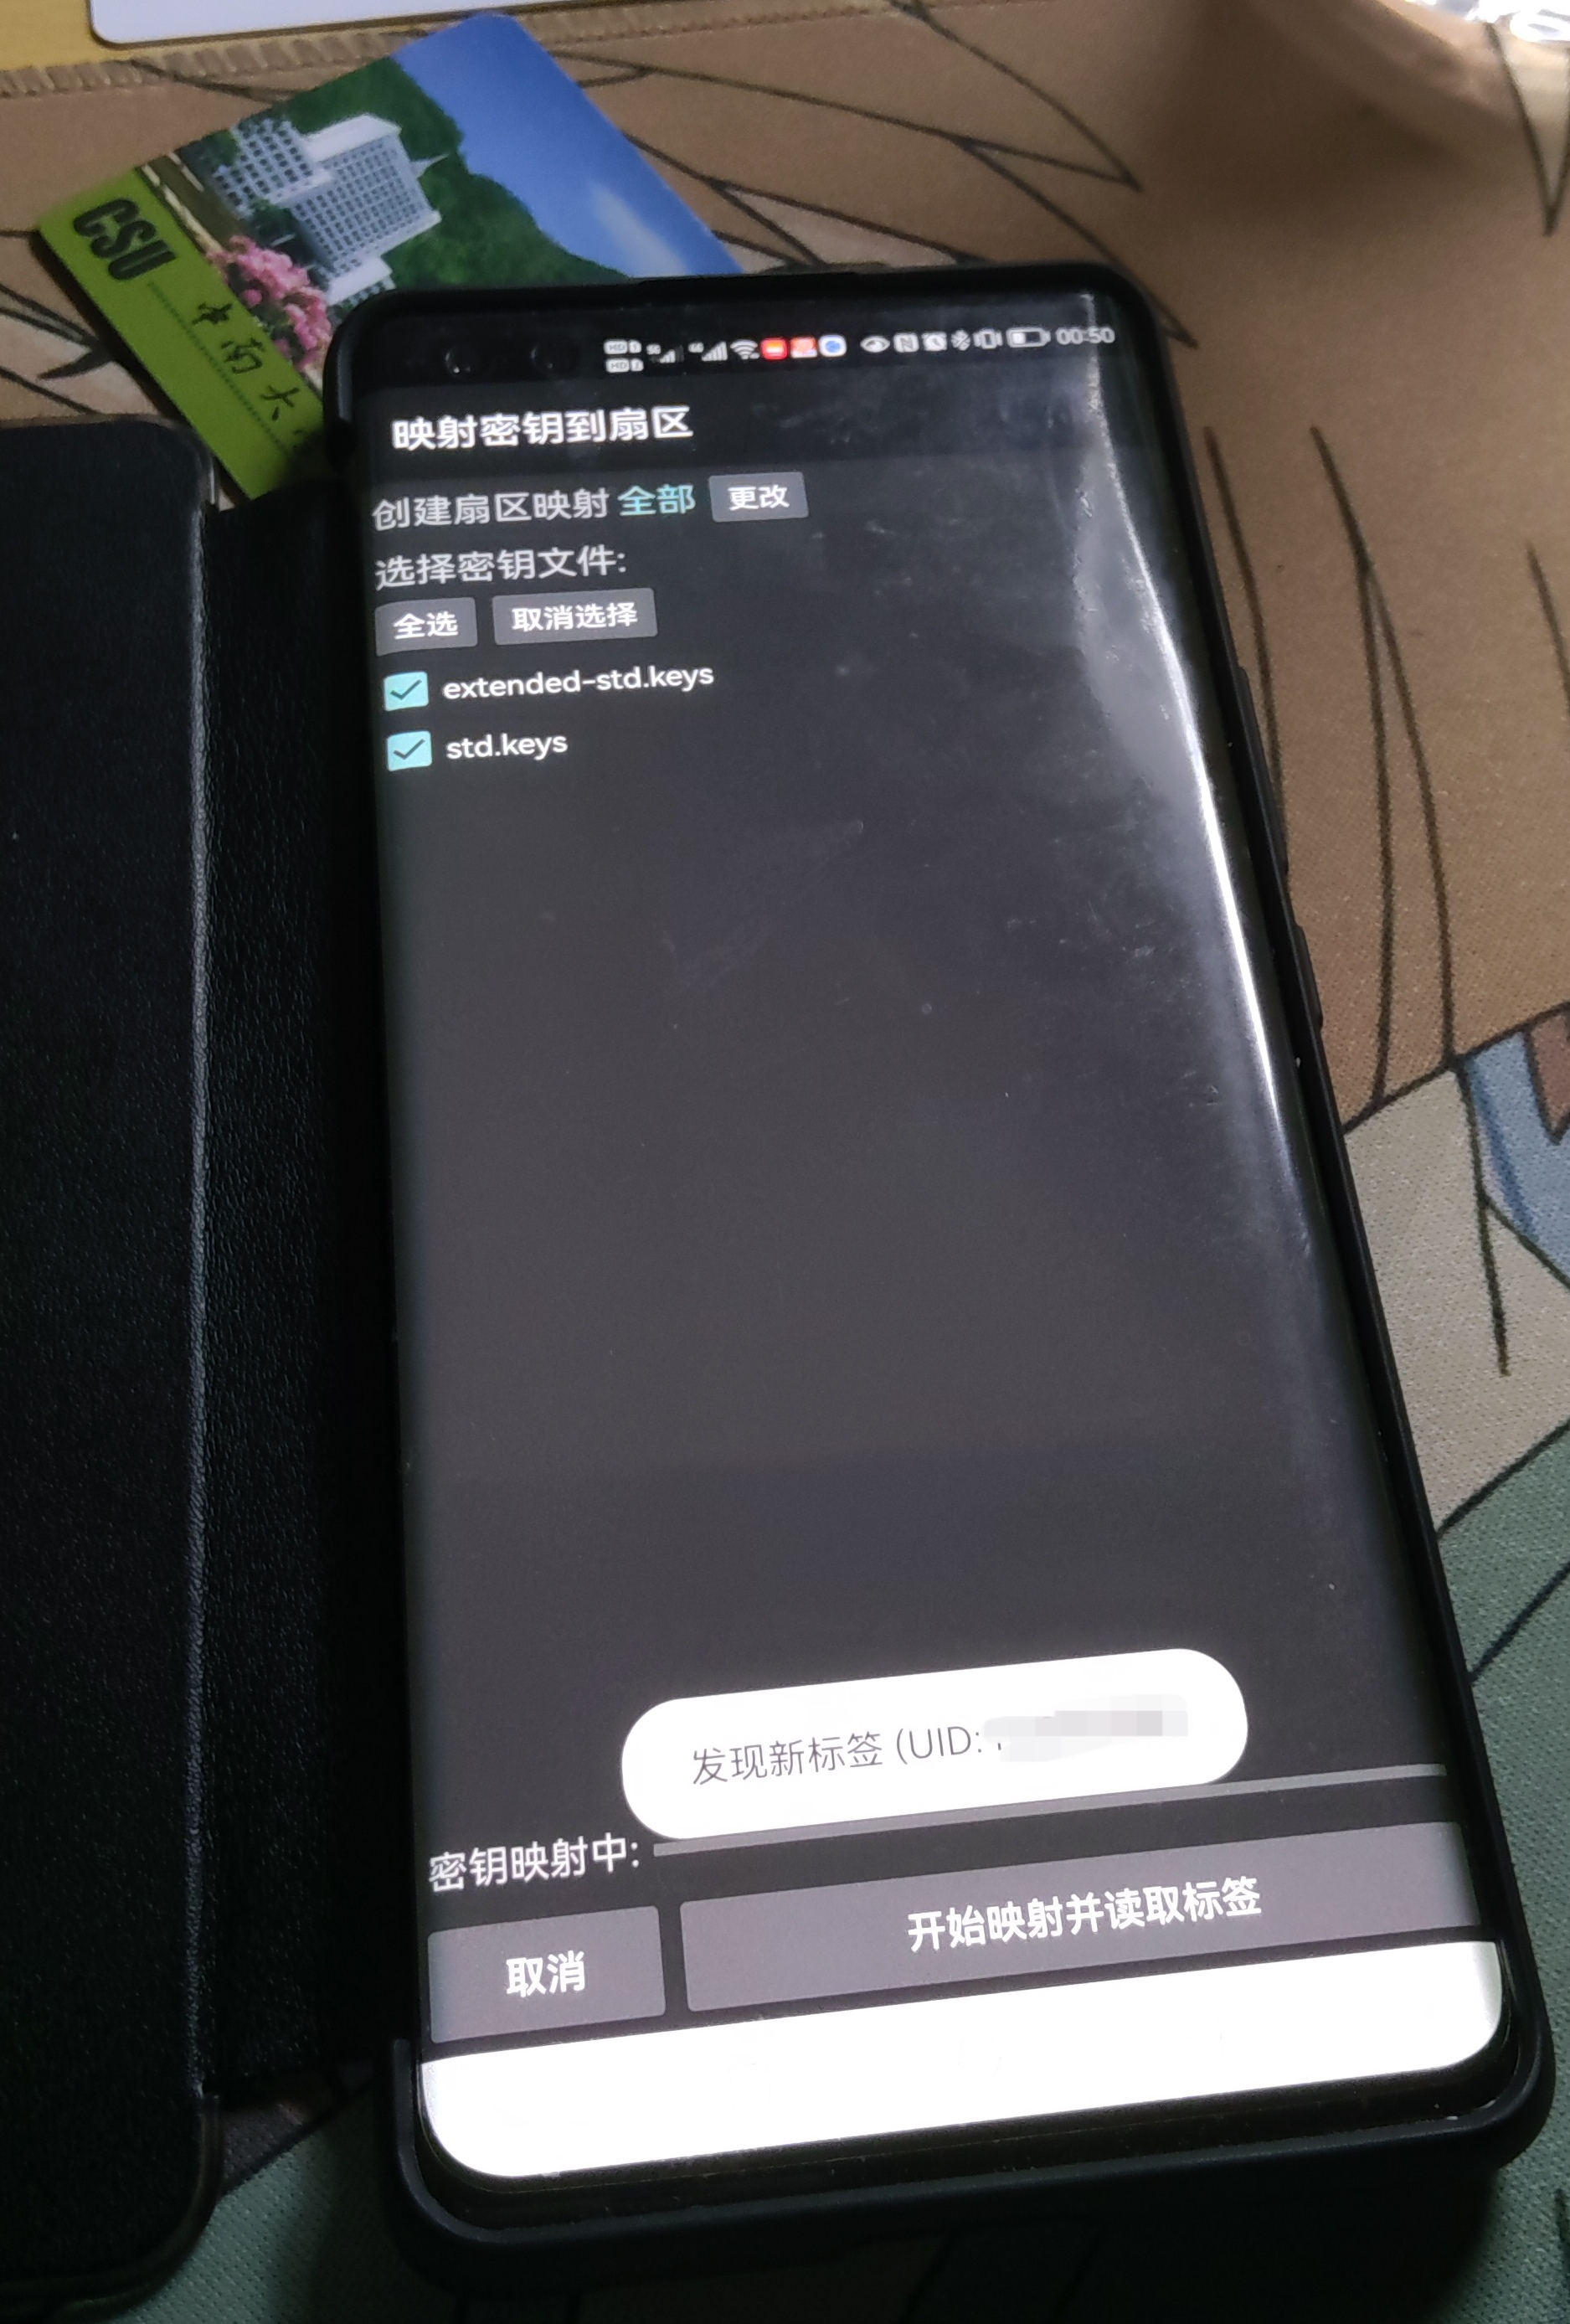 CSU
中南大
00:50
映射密钥到扇区
创建扇区映射 全部 更改
选择密钥文件:
全选 取消选择
extended-std.keys
std.keys
发现新标签 (UID:
密钥映射中:
取消 开始映射并读取标签